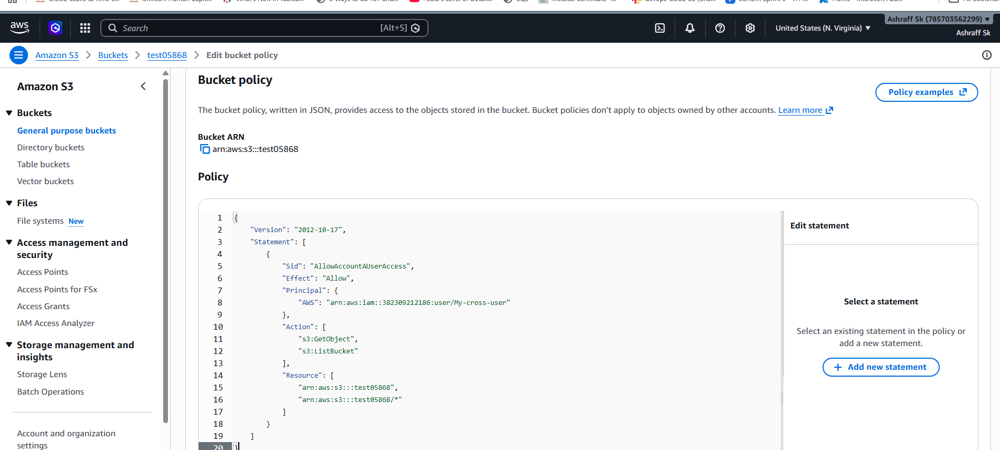 aws
Search
[Alt+S]
United States (N. Virginia)
Ashraff Sk (785703562299)
Ashraff Sk
Amazon S3
Buckets
test05868
Edit bucket policy
Amazon S3
Buckets
General purpose buckets
Directory buckets
Table buckets
Vector buckets
Files
File systems New
Access management and
security
Access Points
Access Points for FSx
Access Grants
IAM Access Analyzer
Storage management and
insights
Storage Lens
Batch Operations
Account and organization
settings
Bucket policy
Policy examples
The bucket policy, written in JSON, provides access to the objects stored in the bucket. Bucket policies don't apply to objects owned by other accounts. Learn more
Bucket ARN
arn:aws:s3:::test05868
Policy
1 {
2 "Version": "2012-10-17",
3 "Statement": [
4 {
5 "Sid": "AllowAccountAUserAccess",
6 "Effect": "Allow",
7 "Principal": {
8 "AWS": "arn:aws:iam::382309212186:user/My-cross-user"
9 },
10 "Action": [
11 "s3:GetObject",
12 "s3:ListBucket"
13 ],
14 "Resource": [
15 "arn:aws:s3:::test05868",
16 "arn:aws:s3:::test05868/*"
17 ]
18 }
19 ]
20 }
Edit statement
Select a statement
Select an existing statement in the policy or
add a new statement.
+ Add new statement